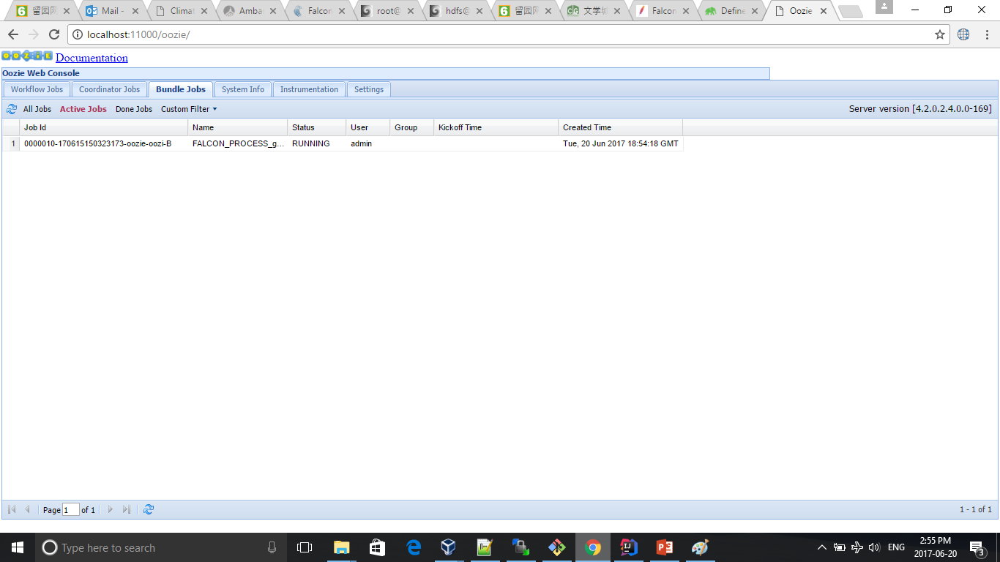 留园网 Mail - Climat Amba Falcon root@ hdfs@ 留园网 文学城 Falcon Define Oozie
localhost:11000/oozie/
OOZIE Documentation
Oozie Web Console
Workflow Jobs Coordinator Jobs Bundle Jobs System Info Instrumentation Settings
All Jobs Active Jobs Done Jobs Custom Filter Server version [4.2.0.2.4.0.0-169]
Job Id Name Status User Group Kickoff Time Created Time
1 0000010-170615150323173-oozie-oozi-B FALCON_PROCESS_g... RUNNING admin Tue, 20 Jun 2017 18:54:18 GMT
Page 1 of 1 1 - 1 of 1
Type here to search ENG 2:55 PM
2017-06-20 3